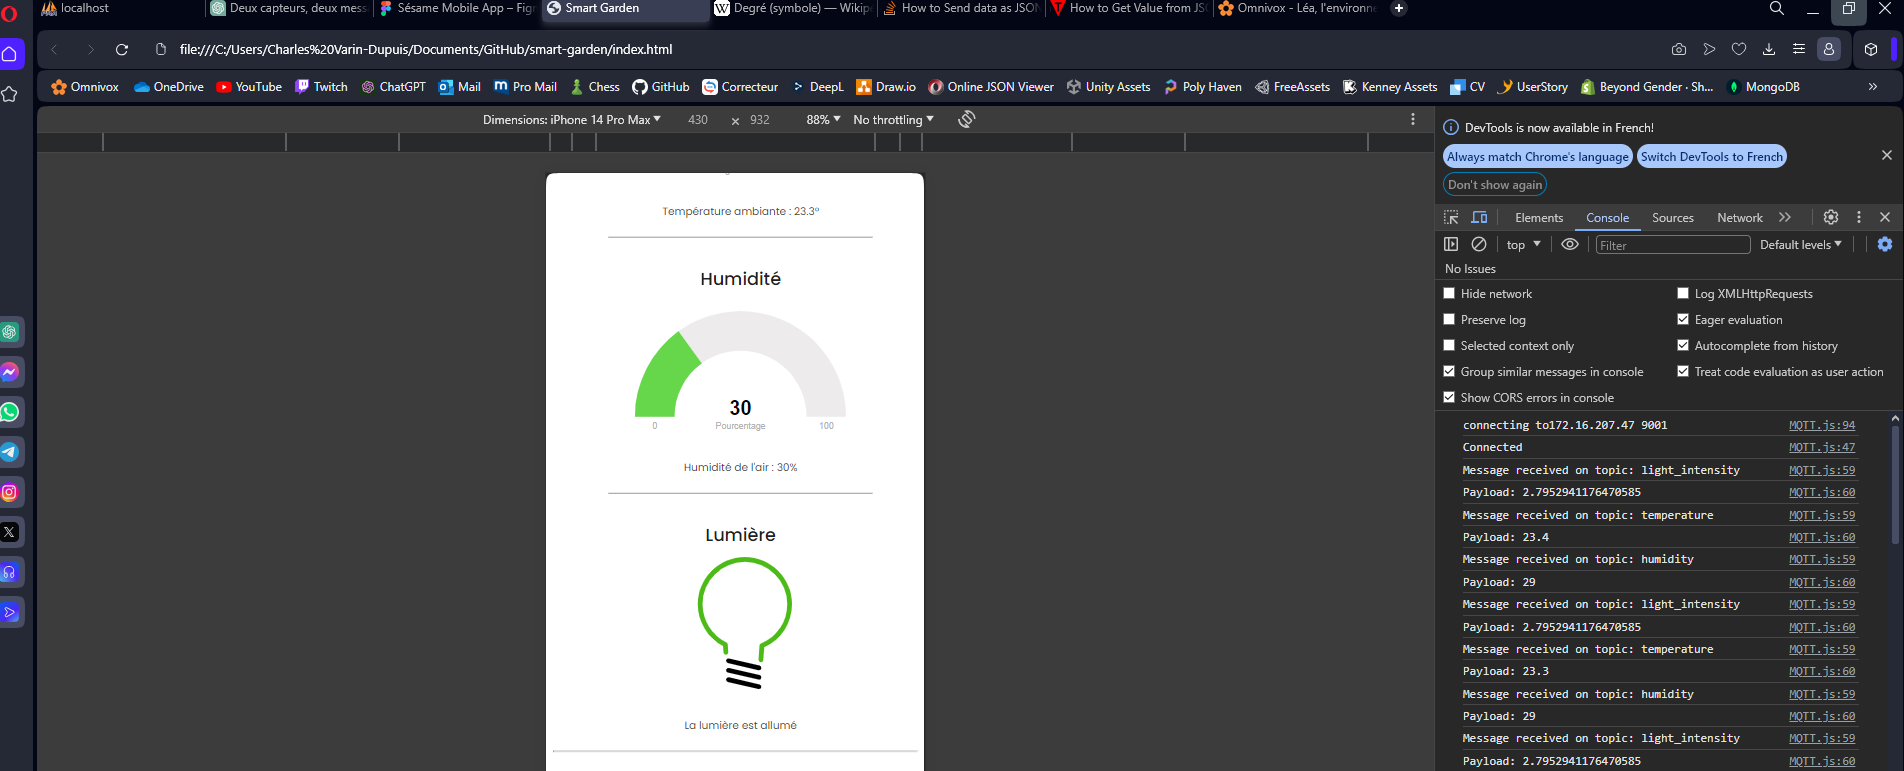 localhost
Deux capteurs, deux mess
Sésame Mobile App – Figr
Smart Garden
Degré (symbole) — Wikipe
How to Send data as JSON
How to Get Value from JSO
Omnivox - Léa, l'environne
file:///C:/Users/Charles%20Varin-Dupuis/Documents/GitHub/smart-garden/index.html
Omnivox
OneDrive
YouTube
Twitch
ChatGPT
Mail
Pro Mail
Chess
GitHub
Correcteur
DeepL
Draw.io
Online JSON Viewer
Unity Assets
Poly Haven
FreeAssets
Kenney Assets
CV
UserStory
Beyond Gender · Sh...
MongoDB
»
Dimensions: iPhone 14 Pro Max
430 × 932
88%
No throttling
Température ambiante : 23.3°
Humidité
30
0
Pourcentage
100
Humidité de l'air : 30%
Lumière
La lumière est allumé
DevTools is now available in French!
Always match Chrome's language
Switch DevTools to French
Don't show again
Elements
Console
Sources
Network
»
top
Filter
Default levels
No Issues
Hide network
Log XMLHttpRequests
Preserve log
Eager evaluation
Selected context only
Autocomplete from history
Group similar messages in console
Treat code evaluation as user action
Show CORS errors in console
connecting to172.16.207.47 9001 MQTT.js:94
Connected MQTT.js:47
Message received on topic: light_intensity MQTT.js:59
Payload: 2.7952941176470585 MQTT.js:60
Message received on topic: temperature MQTT.js:59
Payload: 23.4 MQTT.js:60
Message received on topic: humidity MQTT.js:59
Payload: 29 MQTT.js:60
Message received on topic: light_intensity MQTT.js:59
Payload: 2.7952941176470585 MQTT.js:60
Message received on topic: temperature MQTT.js:59
Payload: 23.3 MQTT.js:60
Message received on topic: humidity MQTT.js:59
Payload: 29 MQTT.js:60
Message received on topic: light_intensity MQTT.js:59
Payload: 2.7952941176470585 MQTT.js:60